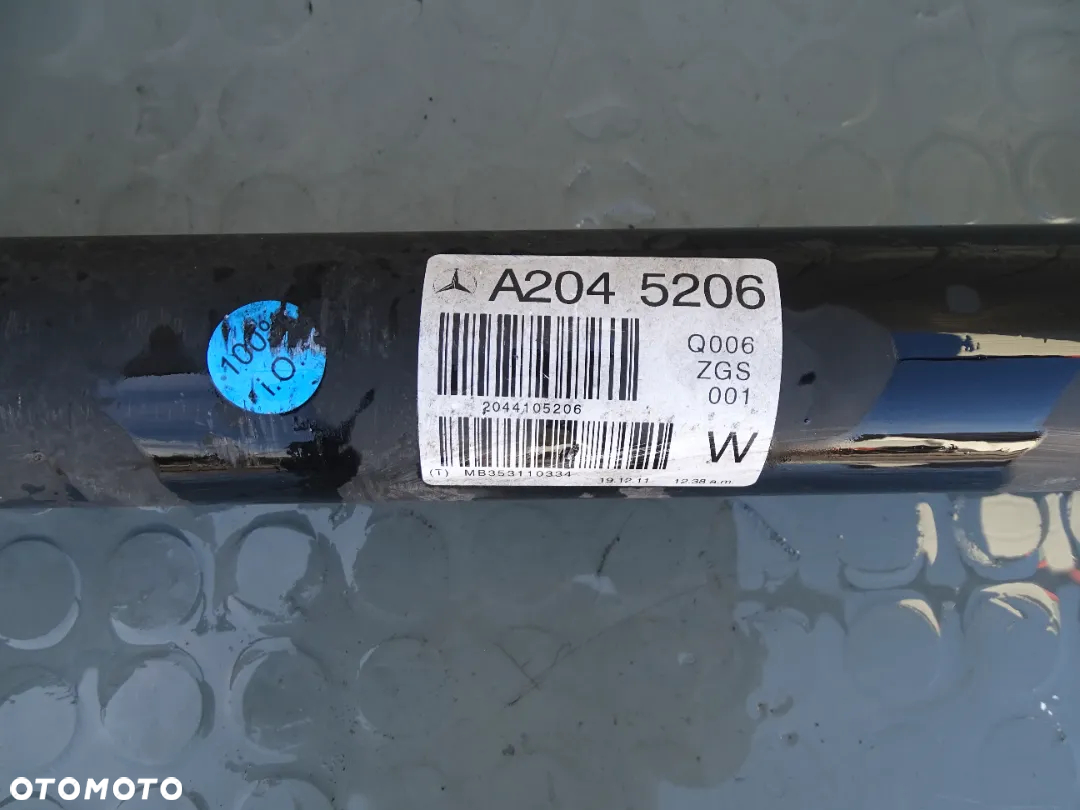 A204 5206
Q006
ZGS
001
2044105206
W
(T) MB353110334 19.12.11 12.38 a.m.
100%
i.O
OTOMOTO